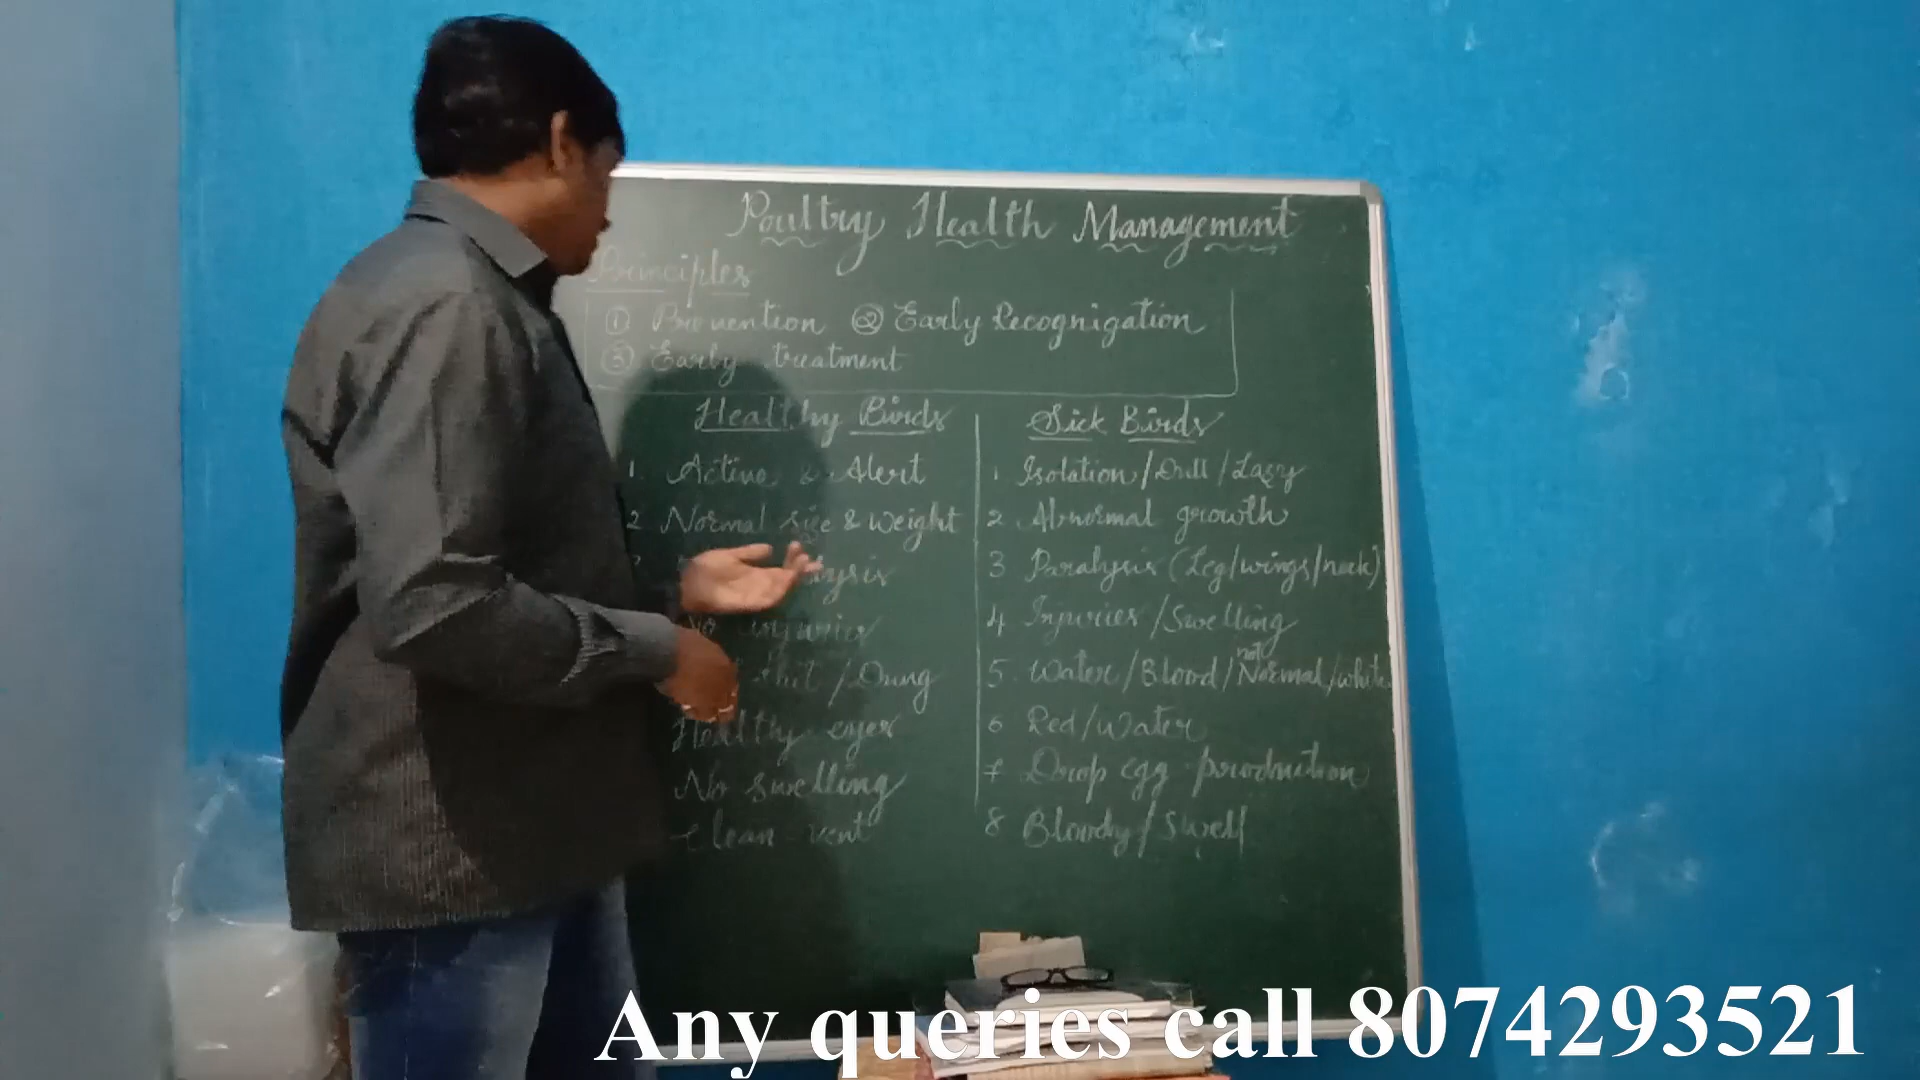 Poultry Health Management
Principles
① Prevention ② Early Recognigation
③ Early treatment
Healthy Birds
1. Active & Alert
2 Normal size & weight
No injuries
/Dung
Healthy eyes
No swelling
Clean vent
Sick Birds
1 Isolation/Dull/Lazy
2 Abnormal growth
3 Paralysis (Leg/wings/neck)
4 Injuries/Swelling
5. Water/Blood/not Normal/white
6 Red/Water
7 Drop egg production
8 Bloody/Swell
Any queries call 8074293521